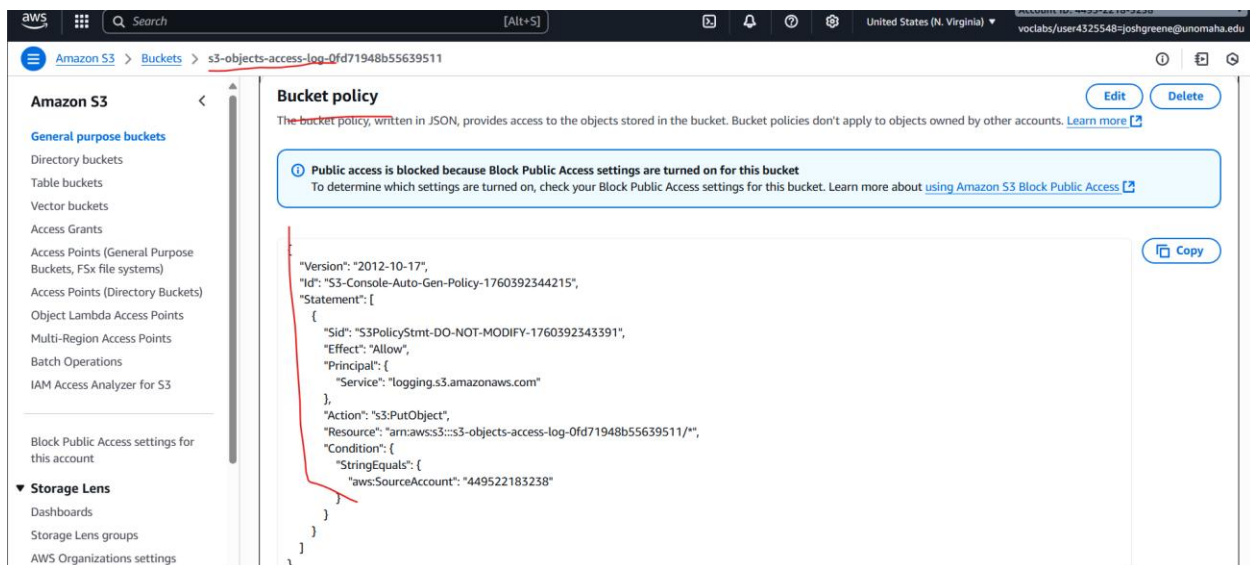 aws
Search
[Alt+S]
United States (N. Virginia)
voclabs/user4325548=joshgreene@unomaha.edu
Amazon S3 > Buckets > s3-objects-access-log-0fd71948b55639511
Amazon S3
General purpose buckets
Directory buckets
Table buckets
Vector buckets
Access Grants
Access Points (General Purpose
Buckets, FSx file systems)
Access Points (Directory Buckets)
Object Lambda Access Points
Multi-Region Access Points
Batch Operations
IAM Access Analyzer for S3
Block Public Access settings for
this account
Storage Lens
Dashboards
Storage Lens groups
AWS Organizations settings
Bucket policy
Edit
Delete
The bucket policy, written in JSON, provides access to the objects stored in the bucket. Bucket policies don't apply to objects owned by other accounts. Learn more
Public access is blocked because Block Public Access settings are turned on for this bucket
To determine which settings are turned on, check your Block Public Access settings for this bucket. Learn more about using Amazon S3 Block Public Access
Copy
{
"Version": "2012-10-17",
"Id": "S3-Console-Auto-Gen-Policy-1760392344215",
"Statement": [
{
"Sid": "S3PolicyStmt-DO-NOT-MODIFY-1760392343391",
"Effect": "Allow",
"Principal": {
"Service": "logging.s3.amazonaws.com"
},
"Action": "s3:PutObject",
"Resource": "arn:aws:s3:::s3-objects-access-log-0fd71948b55639511/*",
"Condition": {
"StringEquals": {
"aws:SourceAccount": "449522183238"
}
}
}
]
}